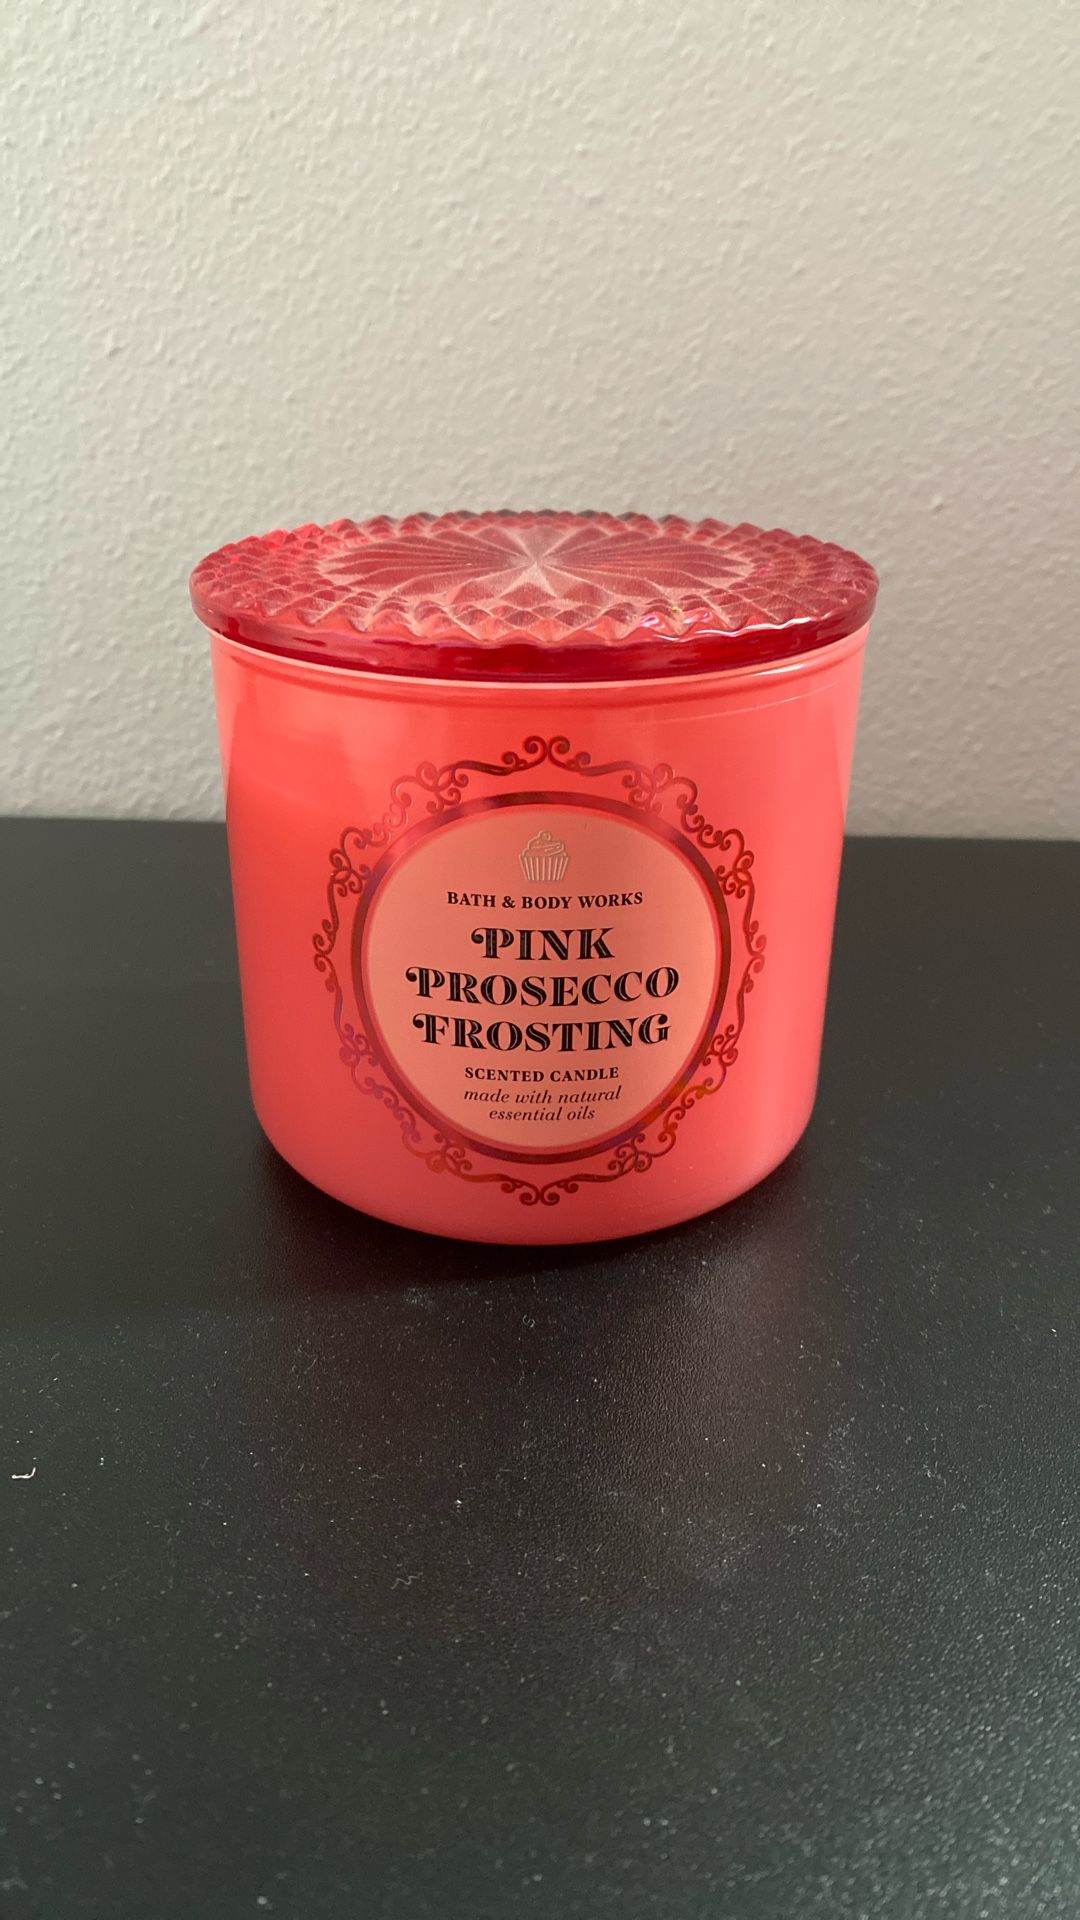 BATH & BODY WORKS
PINK
PROSECCO
FROSTING
SCENTED CANDLE
made with natural
essential oils